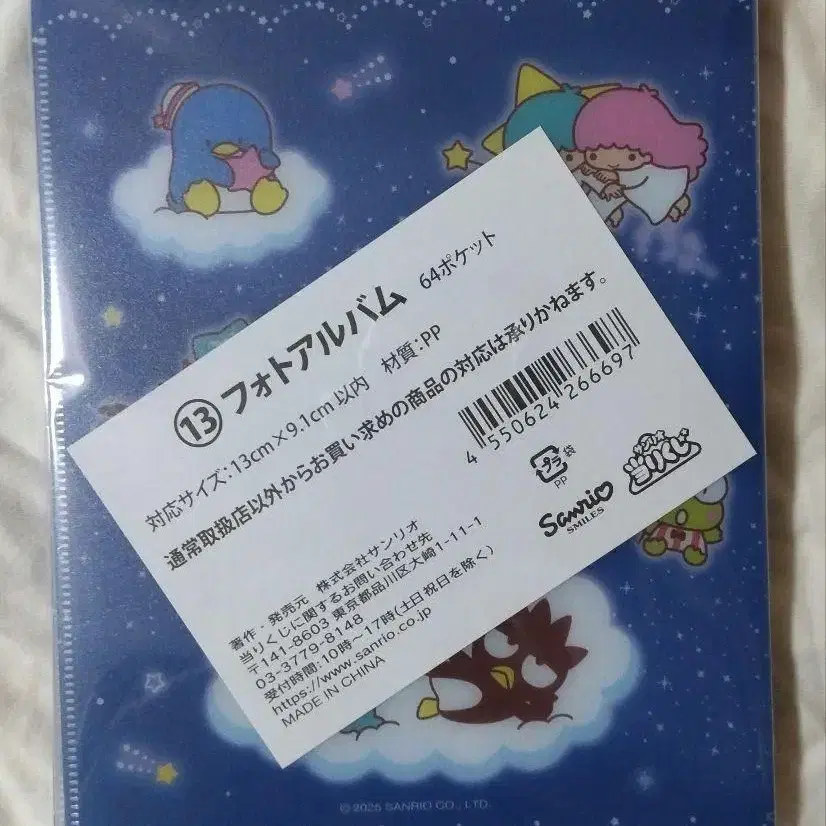 ⑬フォトアルバム 64ポケット
対応サイズ:13cm×9.1cm 以内 材質:PP
通常取扱店以外からお買い求めの商品の対応は承りかねます。
4 550624 266697
プラ
袋
PP
サンリオ
当りくじ
Sanrio
SMILES
著作・発売元 株式会社サンリオ
当りくじに関するお問い合わせ先
〒141-8603 東京都品川区大崎1-11-1
03-3779-8148
受付時間:10時～17時(土日祝日を除く)
https://www.sanrio.co.jp
MADE IN CHINA
© 2025 SANRIO CO., LTD.